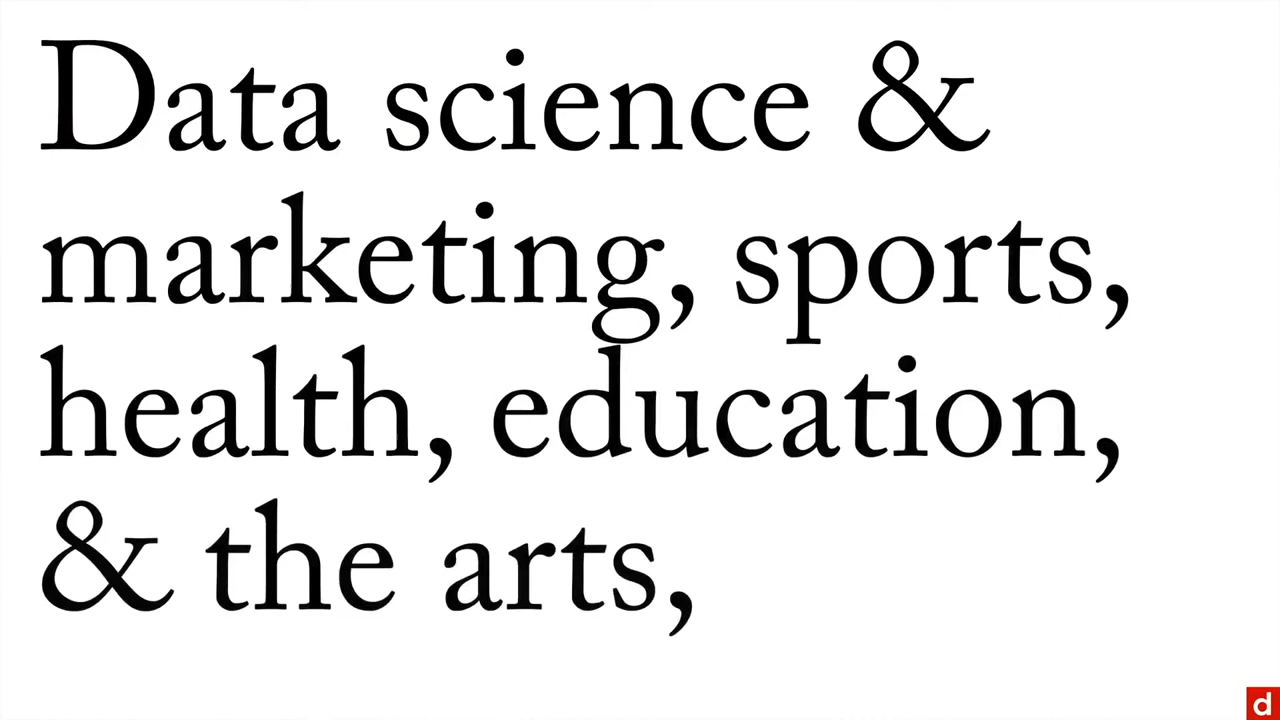 Data science &
marketing, sports,
health, education,
& the arts,
d